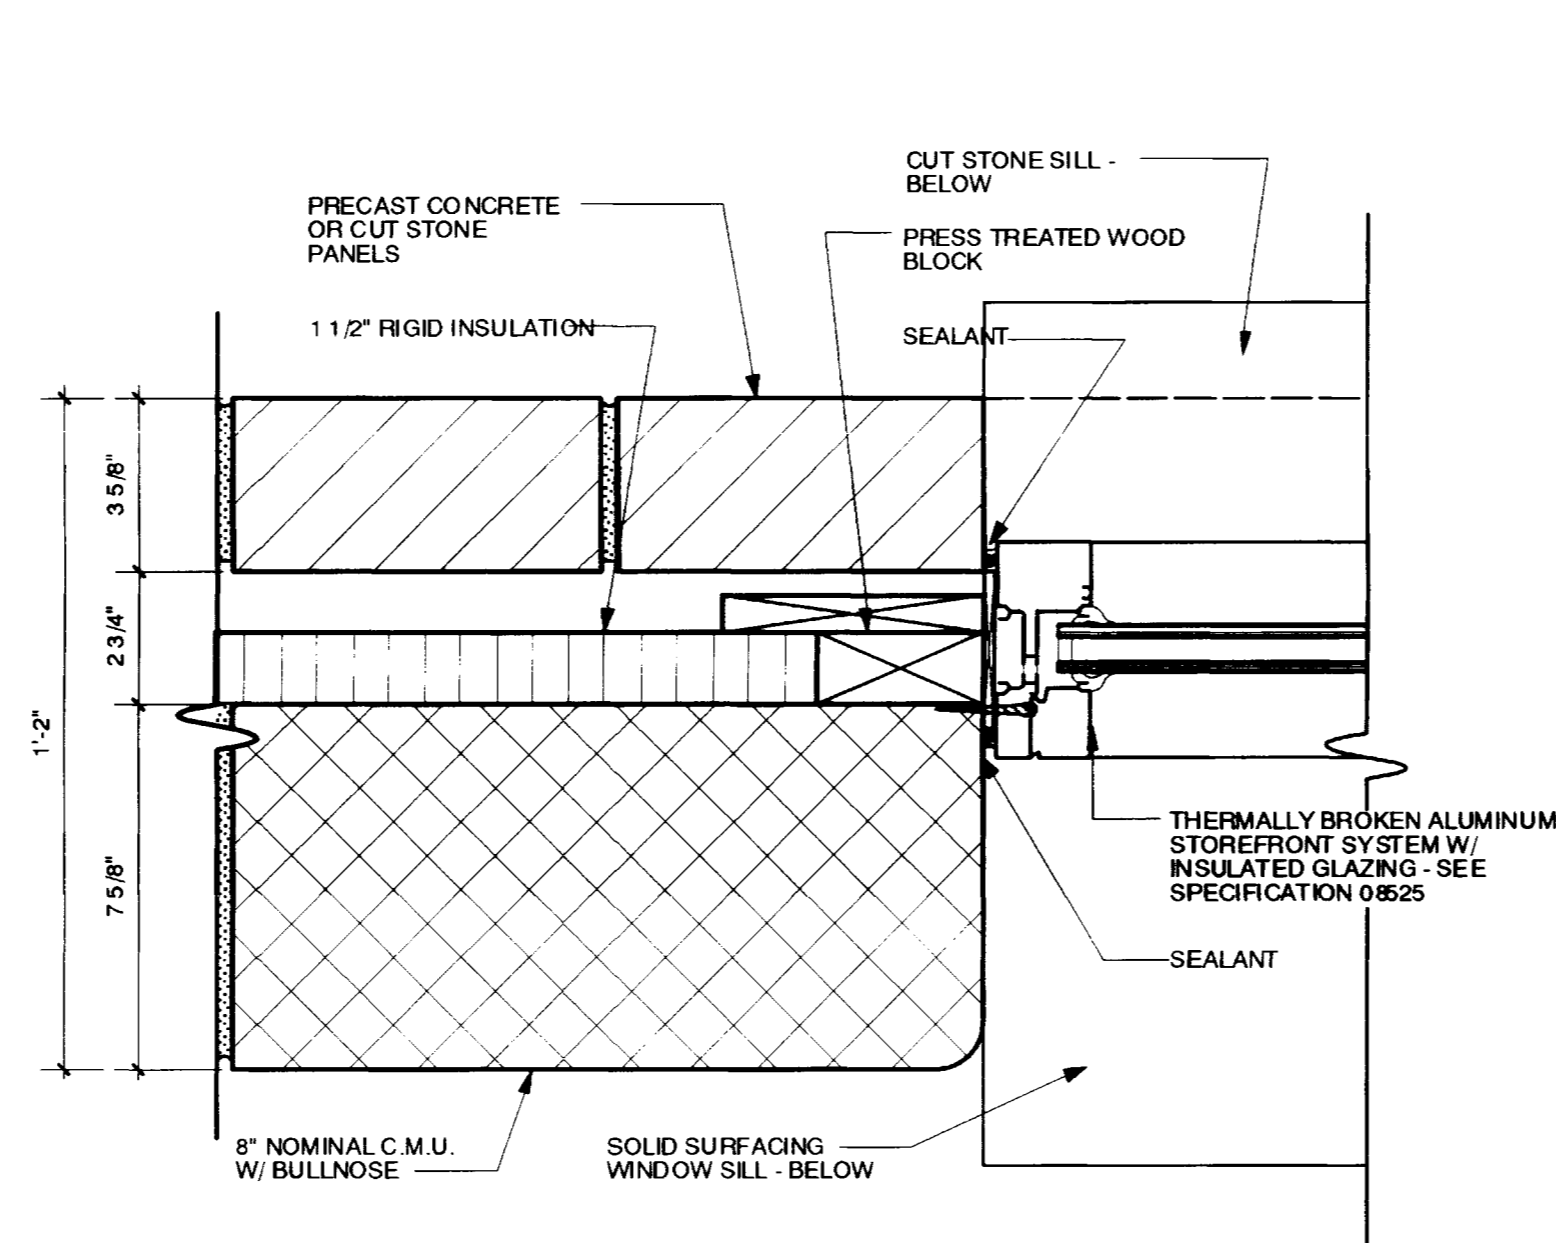 CUT STONE SILL -
BELOW
PRECAST CONCRETE
OR CUT STONE
PANELS
PRESS TREATED WOOD
BLOCK
1 1/2" RIGID INSULATION
SEALANT
3 5/8"
2 3/4"
1'-2"
7 5/8"
THERMALLY BROKEN ALUMINUM
STOREFRONT SYSTEM W/
INSULATED GLAZING - SEE
SPECIFICATION 08525
SEALANT
8" NOMINAL C.M.U.
W/ BULLNOSE
SOLID SURFACING
WINDOW SILL - BELOW